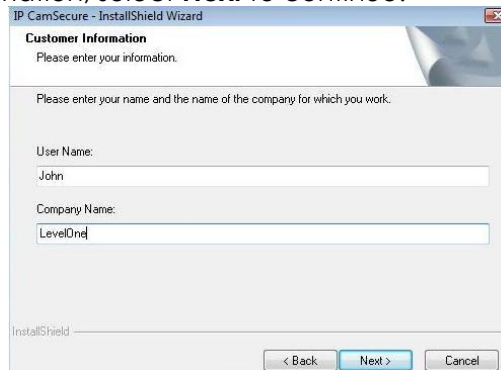 IP CamSecure - InstallShield Wizard
Customer Information
Please enter your information.
Please enter your name and the name of the company for which you work.
User Name:
John
Company Name:
LevelOne
InstallShield
< Back Next > Cancel